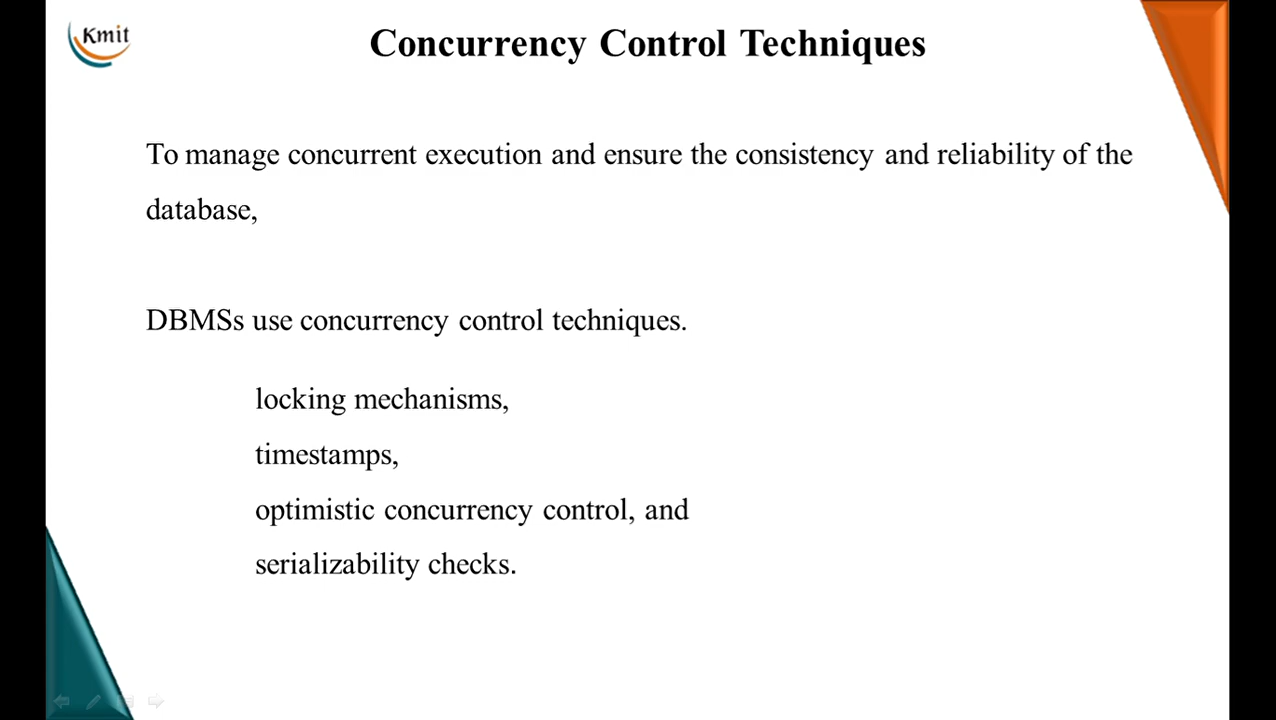 Kmit
Concurrency Control Techniques
To manage concurrent execution and ensure the consistency and reliability of the
database,
DBMSs use concurrency control techniques.
locking mechanisms,
timestamps,
optimistic concurrency control, and
serializability checks.